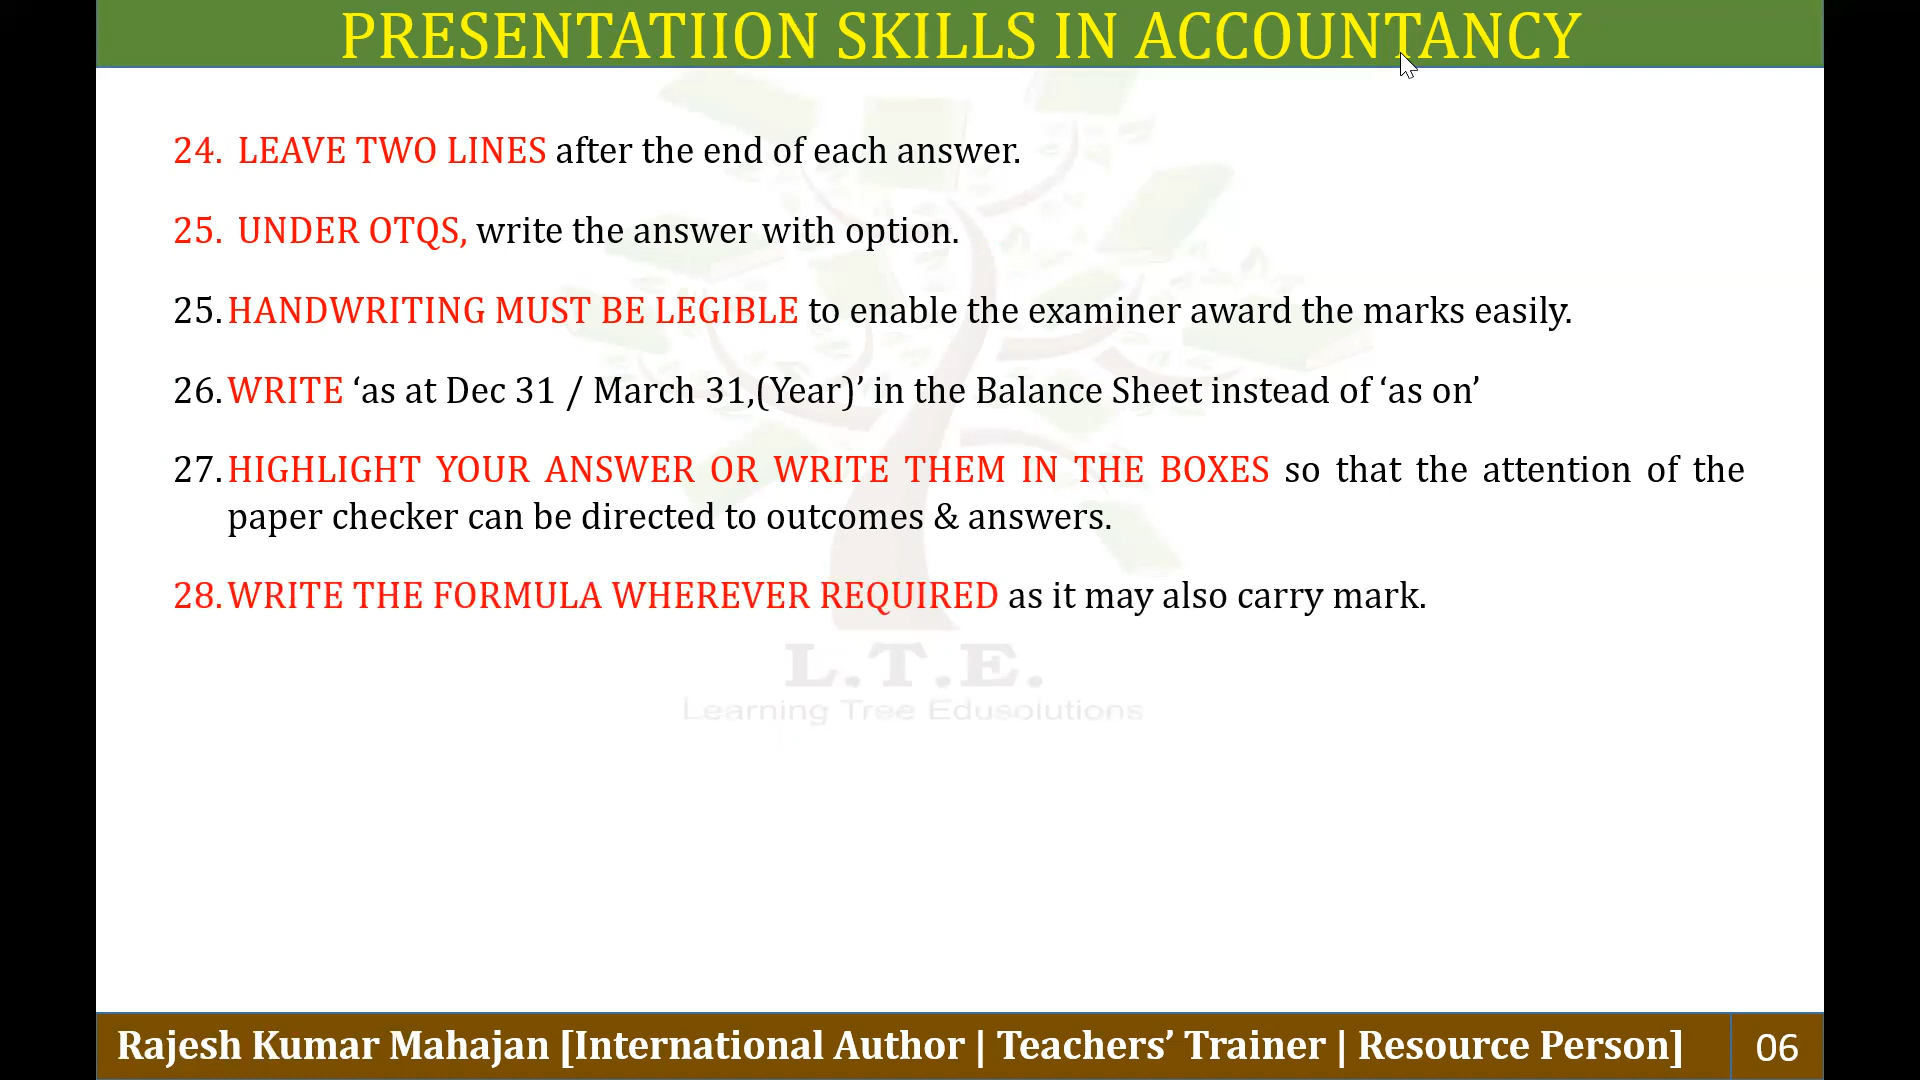 PRESENTATIION SKILLS IN ACCOUNTANCY
24. LEAVE TWO LINES after the end of each answer.
25. UNDER OTQS, write the answer with option.
25. HANDWRITING MUST BE LEGIBLE to enable the examiner award the marks easily.
26. WRITE ‘as at Dec 31 / March 31,(Year)’ in the Balance Sheet instead of ‘as on’
27. HIGHLIGHT YOUR ANSWER OR WRITE THEM IN THE BOXES so that the attention of the
paper checker can be directed to outcomes & answers.
28. WRITE THE FORMULA WHEREVER REQUIRED as it may also carry mark.
L.T.E.
Learning Tree Edusolutions
Rajesh Kumar Mahajan [International Author | Teachers’ Trainer | Resource Person] 06